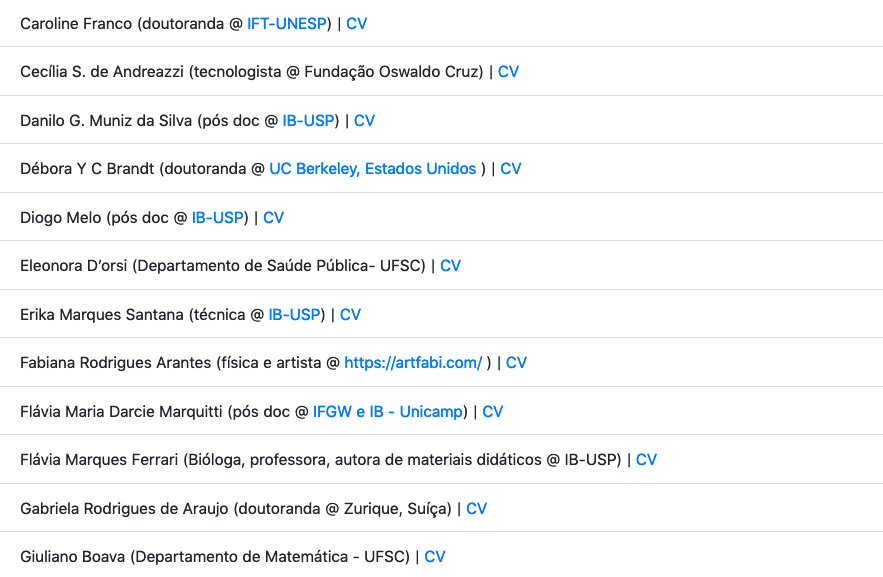 Caroline Franco (doutoranda @ IFT-UNESP) | CV
Cecília S. de Andreazzi (tecnologista @ Fundação Oswaldo Cruz) | CV
Danilo G. Muniz da Silva (pós doc @ IB-USP) | CV
Débora Y C Brandt (doutoranda @ UC Berkeley, Estados Unidos ) | CV
Diogo Melo (pós doc @ IB-USP) | CV
Eleonora D’orsi (Departamento de Saúde Pública- UFSC) | CV
Erika Marques Santana (técnica @ IB-USP) | CV
Fabiana Rodrigues Arantes (física e artista @ https://artfabi.com/ ) | CV
Flávia Maria Darcie Marquitti (pós doc @ IFGW e IB - Unicamp) | CV
Flávia Marques Ferrari (Bióloga, professora, autora de materiais didáticos @ IB-USP) | CV
Gabriela Rodrigues de Araujo (doutoranda @ Zurique, Suíça) | CV
Giuliano Boava (Departamento de Matemática - UFSC) | CV